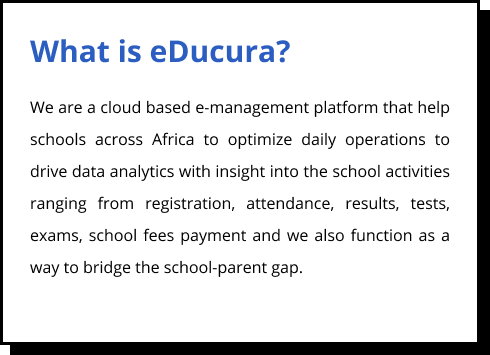 What is eDucura?
We are a cloud based e-management platform that help
schools across Africa to optimize daily operations to
drive data analytics with insight into the school activities
ranging from registration, attendance, results, tests,
exams, school fees payment and we also function as a
way to bridge the school-parent gap.